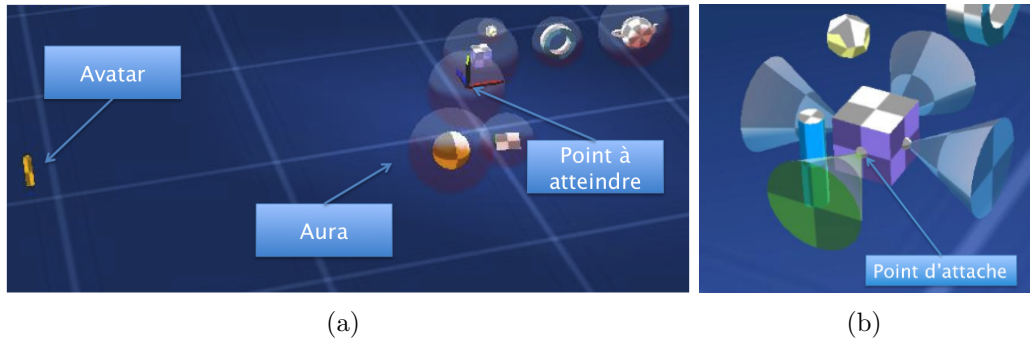 Avatar
Aura
Point à
atteindre
Point d'attache
(a)
(b)